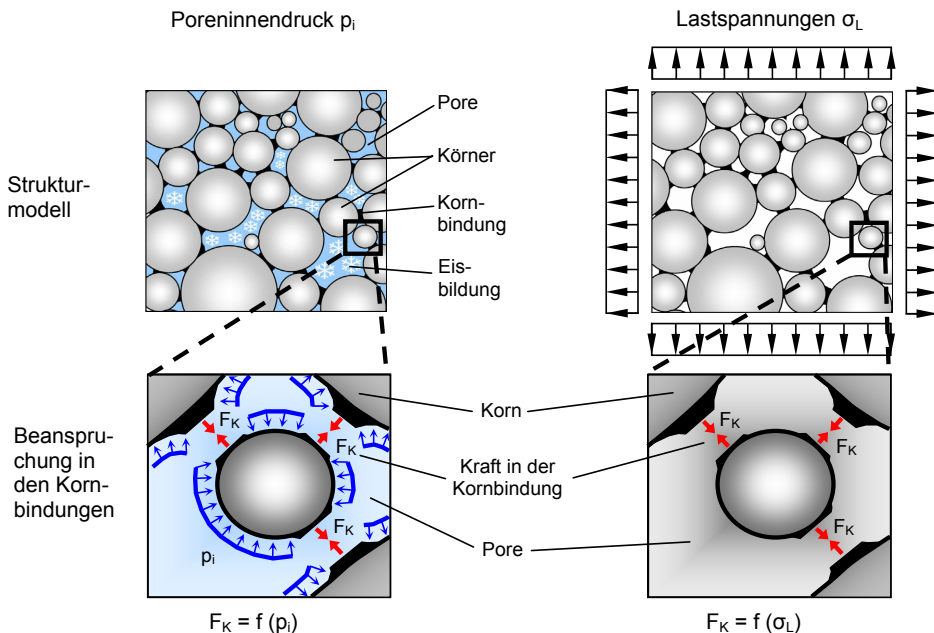 Poreninnendruck pᵢ
Lastspannungen σL
Pore
Körner
Korn-
bindung
Eis-
bildung
Struktur-
modell
Beanspru-
chung in
den Korn-
bindungen
FK
FK
FK
pᵢ
Korn
Kraft in der
Kornbindung
Pore
FK
FK
FK
FK = f (pᵢ)
FK = f (σL)